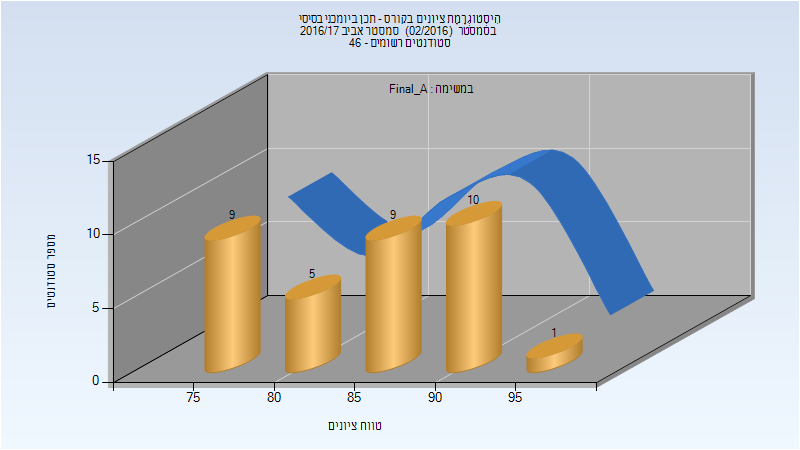 היסטוגרמת ציונים בקורס - תכן ביומכני בסיסי
בסמסטר (02/2016) סמסטר אביב 2016/17
סטודנטים רשומים - 46
במשימה : Final_A
מספר סטודנטים
15
10
5
0
9
5
9
10
1
75
80
85
90
95
טווח ציונים